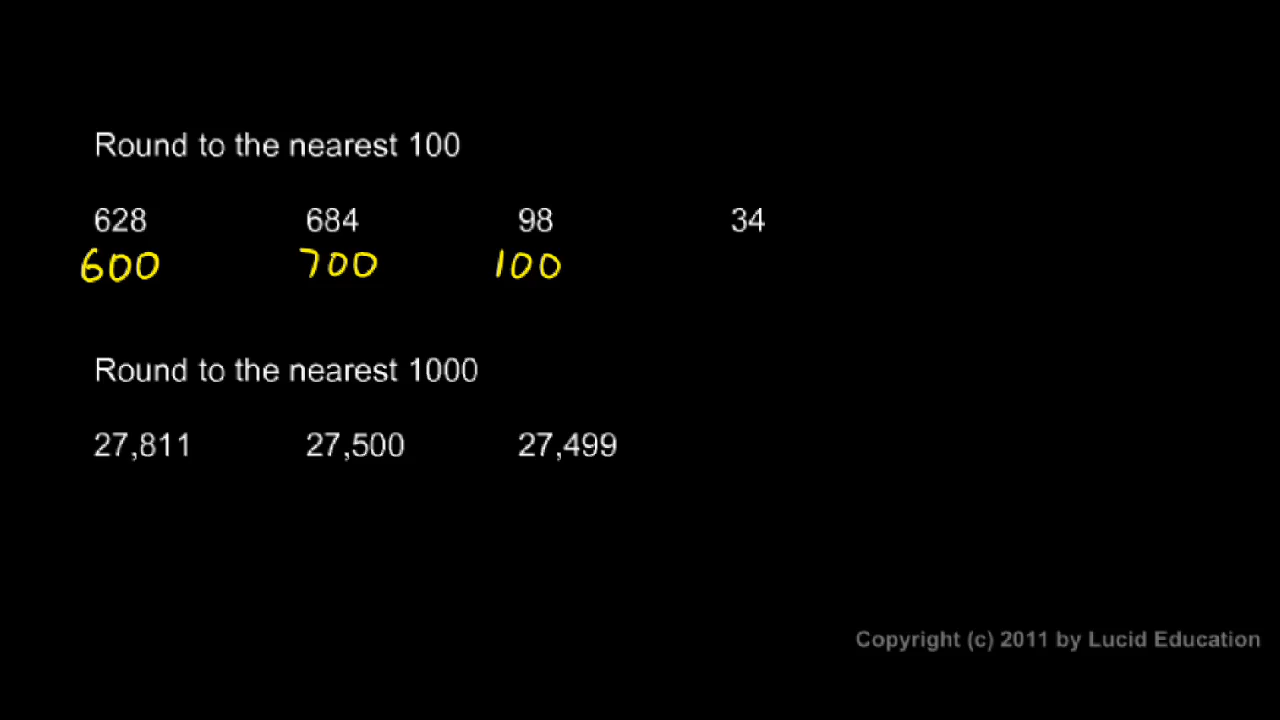 Round to the nearest 100
628 684 98 34
600 700 100
Round to the nearest 1000
27,811 27,500 27,499
Copyright (c) 2011 by Lucid Education